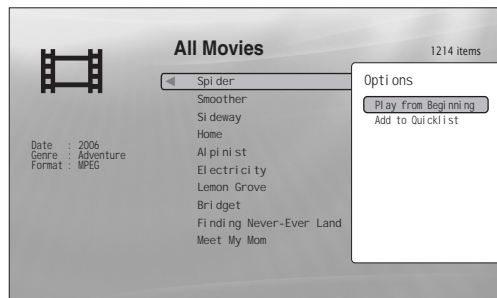 All Movies
1214 items
Spider
Smoother
Sideway
Home
Alpinist
Electricity
Lemon Grove
Bridget
Finding Never-Ever Land
Meet My Mom
Date : 2006
Genre : Adventure
Format : MPEG
Options
Play from Beginning
Add to Quicklist